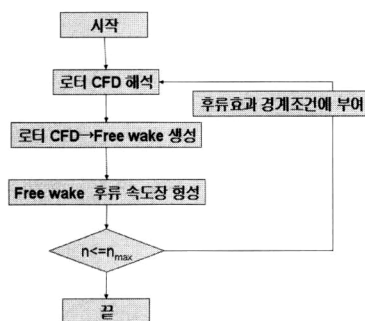 시작
로터 CFD 해석
후류효과 경계조건에 부여
로터 CFD→Free wake 생성
Free wake 후류 속도장 형성
n<=nmax
끝